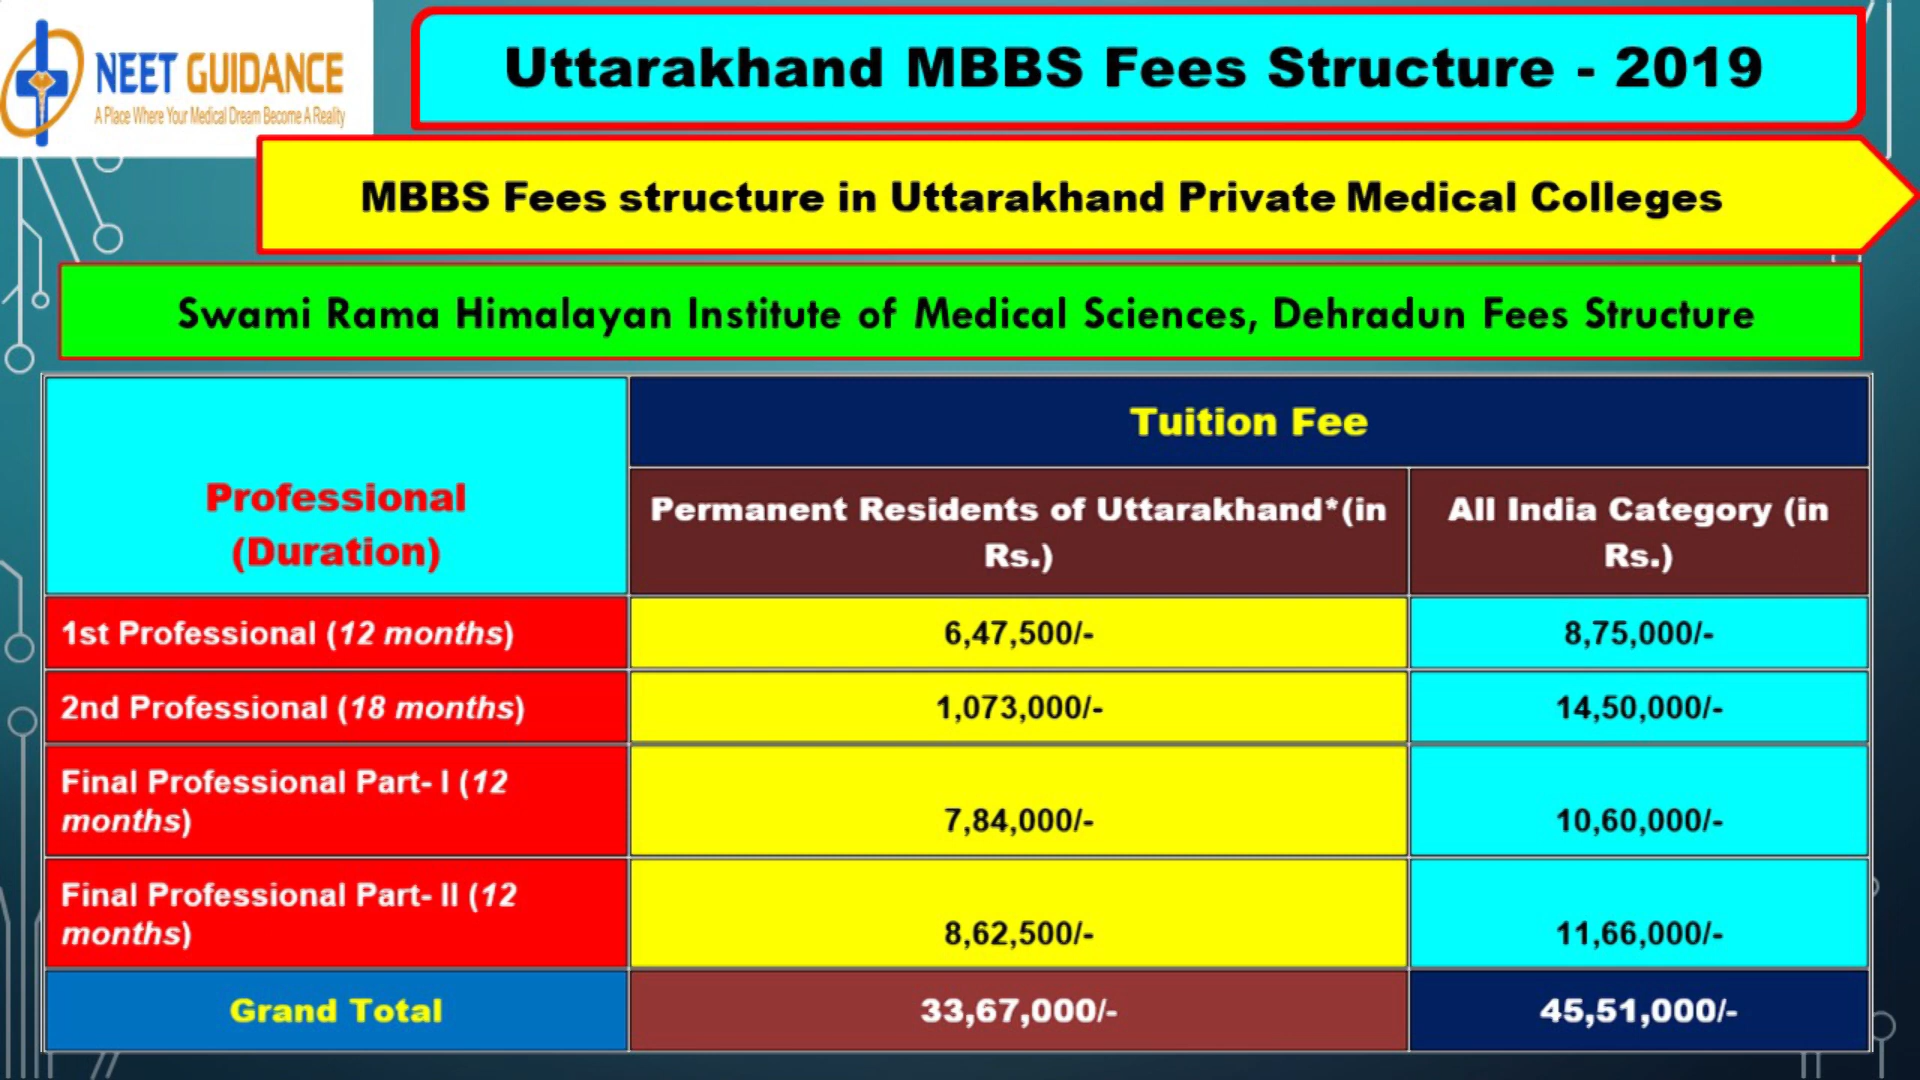 NEET GUIDANCE
A Place Where Your Medical Dream Become A Reality
Uttarakhand MBBS Fees Structure - 2019
MBBS Fees structure in Uttarakhand Private Medical Colleges
Swami Rama Himalayan Institute of Medical Sciences, Dehradun Fees Structure
Professional
(Duration)
Tuition Fee
Permanent Residents of Uttarakhand*(in
Rs.)
All India Category (in
Rs.)
1st Professional (12 months)
6,47,500/-
8,75,000/-
2nd Professional (18 months)
1,073,000/-
14,50,000/-
Final Professional Part- I (12
months)
7,84,000/-
10,60,000/-
Final Professional Part- II (12
months)
8,62,500/-
11,66,000/-
Grand Total
33,67,000/-
45,51,000/-